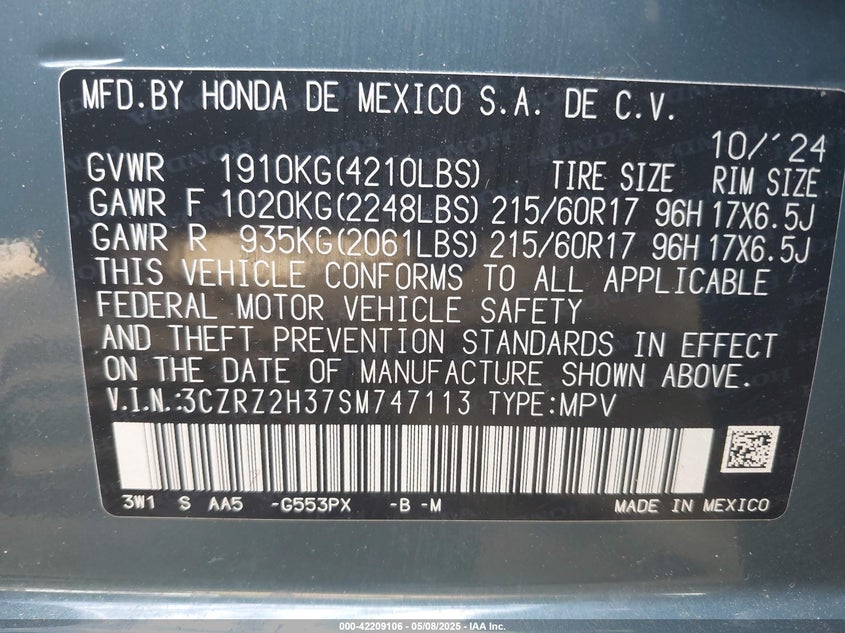 MFD.BY HONDA DE MEXICO S.A. DE C.V.
10/'24
GVWR 1910KG(4210LBS) TIRE SIZE RIM SIZE
GAWR F 1020KG(2248LBS) 215/60R17 96H 17X6.5J
GAWR R 935KG(2061LBS) 215/60R17 96H 17X6.5J
THIS VEHICLE CONFORMS TO ALL APPLICABLE
FEDERAL MOTOR VEHICLE SAFETY
AND THEFT PREVENTION STANDARDS IN EFFECT
ON THE DATE OF MANUFACTURE SHOWN ABOVE.
V.I.N.:3CZRZ2H37SM747113 TYPE:MPV
3W1 S AA5 -G553PX -B -M MADE IN MEXICO
000-42209106 - 05/08/2025 - IAA Inc.